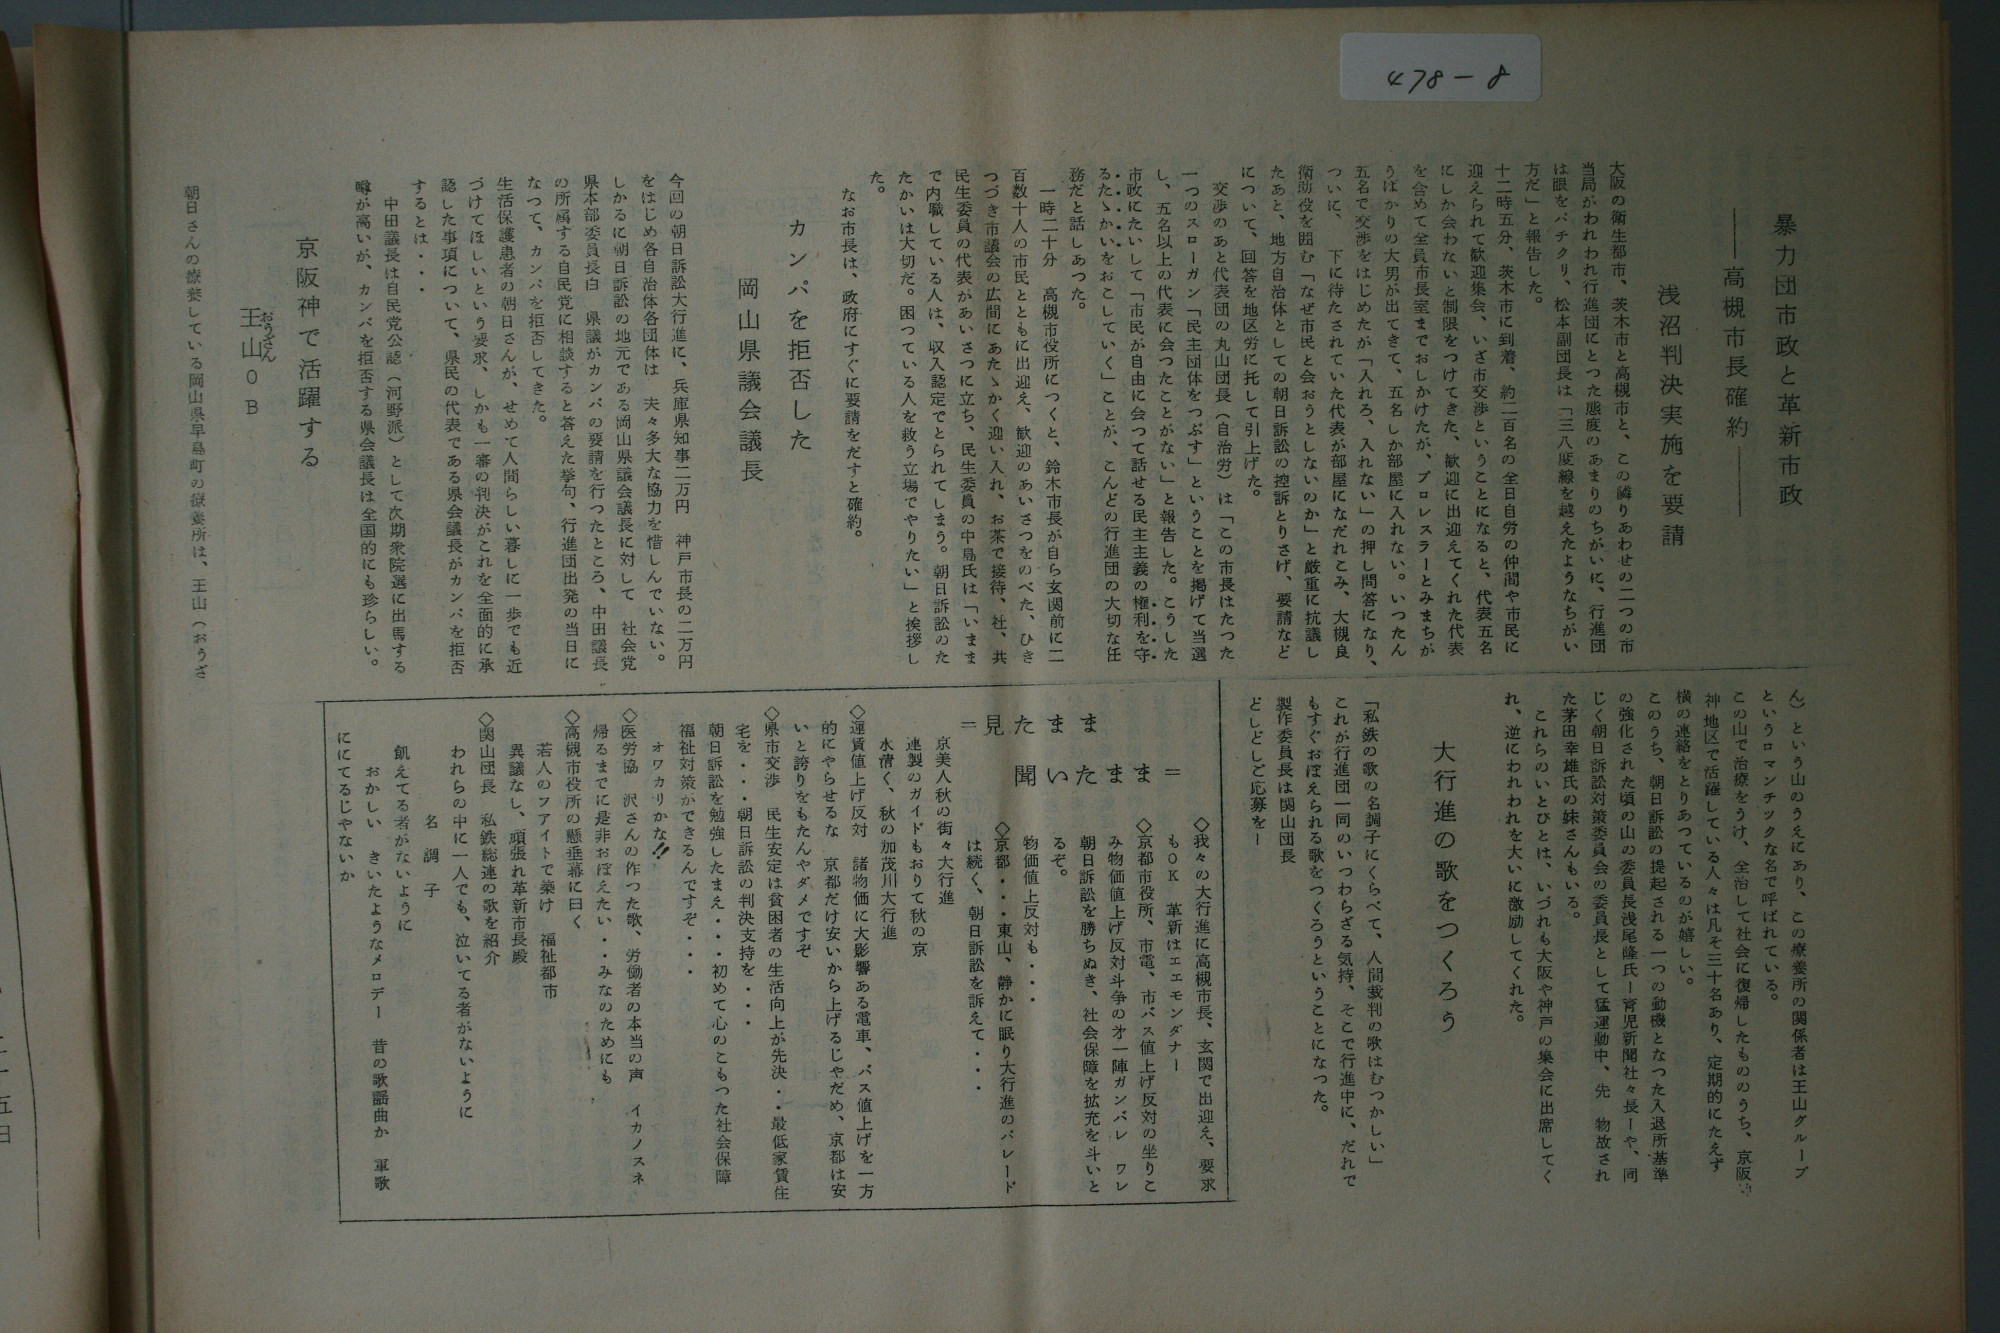 478-8
暴力団市政と革新市政
――高槻市長確約――
浅沼判決実施を要請
大阪の衛生都市、茨木市と高槻市と、この隣りあわせの二つの市
当局がわれわれ行進団にとつた態度のあまりのちがいに、行進団
は眼をパチクリ、松本副団長は「三八度線を越えたようなちがい
方だ」と報告した。
十二時五分、茨木市に到着、約二百名の全日自労の仲間や市民に
迎えられて歓迎集会、いざ市交渉ということになると、代表五名
にしか会わないと制限をつけてきた、歓迎に出迎えてくれた代表
を含めて全員市長室までおしかけたが、プロレスラーとみまちが
うばかりの大男が出てきて、五名しか部屋に入れない。いつたん
五名で交渉をはじめたが「入れろ、入れない」の押し問答になり、
ついに、下に待たされていた代表が部屋になだれこみ、大槻良
衛助役を囲む「なぜ市民と会おうとしないのか」と厳重に抗議し
たあと、地方自治体としての朝日訴訟の控訴とりさげ、要請など
について、回答を地区労に托して引上げた。
交渉のあと代表団の丸山団長(自治労)は「この市長はたつた
一つのスローガン「民主団体をつぶす」ということを掲げて当選
し、五名以上の代表に会つたことがない」と報告した。こうした
市政にたいして「市民が自由に会つて話せる民主主義の権利を守
るたゝかいをおこしていく」ことが、こんどの行進団の大切な任
務だと話しあつた。
一時二十分 高槻市役所につくと、鈴木市長が自ら玄関前に二
百数十人の市民とともに出迎え、歓迎のあいさつをのべた、ひき
つづき市議会の広間にあたゝかく迎い入れ、お茶で接待、社、共
民生委員の代表があいさつに立ち、民生委員の中島氏は「いまま
で内職している人は、収入認定でとられてしまう。朝日訴訟のた
たかいは大切だ。困つている人を救う立場でやりたい」と挨拶し
た。
なお市長は、政府にすぐに要請をだすと確約。
カンパを拒否した
岡山県議会議長
今回の朝日訴訟大行進に、兵庫県知事二万円 神戸市長の二万円
をはじめ各自治体各団体は 夫々多大な協力を惜しんでいない。
しかるに朝日訴訟の地元である岡山県議会議長に対して 社会党
県本部委員長白 県議がカンパの要請を行つたところ、中田議長
の所属する自民党に相談すると答えた挙句、行進団出発の当日に
なつて、カンパを拒否してきた。
生活保護患者の朝日さんが、せめて人間らしい暮しに一歩でも近
づけてほしいという要求、しかも一審の判決がこれを全面的に承
認した事項について、県民の代表である県会議長がカンパを拒否
するとは・・・
中田議長は自民党公認(河野派)として次期衆院選に出馬する
噂が高いが、カンパを拒否する県会議長は全国的にも珍らしい。
京阪神で活躍する
王山OB
おうざん
朝日さんの療養している岡山県早島町の療養所は、王山(おうざ
ん)という山のうえにあり、この療養所の関係者は王山グループ
というロマンチックな名で呼ばれている。
この山で治療をうけ、全治して社会に復帰したもののうち、京阪
神地区で活躍している人々は凡そ三十名あり、定期的にたえず
横の連絡をとりあつているのが嬉しい。
このうち、朝日訴訟の提起される一つの動機となつた入退所基準
の強化された頃の山の委員長浅尾隆氏ー育児新聞社々長ーや、同
じく朝日訴訟対策委員会の委員長として猛運動中、先 物故され
た茅田幸雄氏の妹さんもいる。
これらのいとびとは、いづれも大阪や神戸の集会に出席してく
れ、逆にわれわれを大いに激励してくれた。
大行進の歌をつくろう
「私鉄の歌の名調子にくらべて、人間裁判の歌はむつかしい」
これが行進団一同のいつわらざる気持、そこで行進中に、だれで
もすぐおぼえられる歌をつくろうということになつた。
製作委員長は関山団長
どしどしご応募をー
=見たまま
聞いたまま=
◇我々の大行進に高槻市長、玄関で出迎え、要求
もOK 革新はエエモンダナー
◇京都市役所、市電、市バス値上げ反対の坐りこ
み物価値上げ反対斗争の才一陣ガンバレ ワレ
朝日訴訟を勝ちぬき、社会保障を拡充を斗いと
るぞ。
物価値上反対も・・・・
◇京都・・・東山、静かに眠り大行進のパレード
は続く、朝日訴訟を訴えて・・・・
京美人秋の街々大行進
連製のガイドもおりて秋の京
水清く、秋の加茂川大行進
◇運賃値上げ反対 諸物価に大影響ある電車、バス値上げを一方
的にやらせるな 京都だけ安いから上げるじやだめ、京都は安
いと誇りをもたんやダメですぞ
◇県市交渉 民生安定は貧困者の生活向上が先決・・最低家賃住
宅を・・・朝日訴訟の判決支持を・・・
朝日訴訟を勉強したまえ・・・初めて心のこもつた社会保障
福祉対策ができるんですぞ・・・
オワカリかな!!
◇医労協 沢さんの作つた歌、労働者の本当の声 イカノスネ
帰るまでに是非おぼえたい・・みなのためにも
◇高槻市役所の懸垂幕に曰く
若人のフアイトで築け 福祉都市
異議なし、頑張れ革新市長殿
◇関山団長 私鉄総連の歌を紹介
われらの中に一人でも、泣いてる者がないように
名調子
飢えてる者がないように
おかしい きいたようなメロデー 昔の歌謡曲か 軍歌
ににてるじやないか
五日